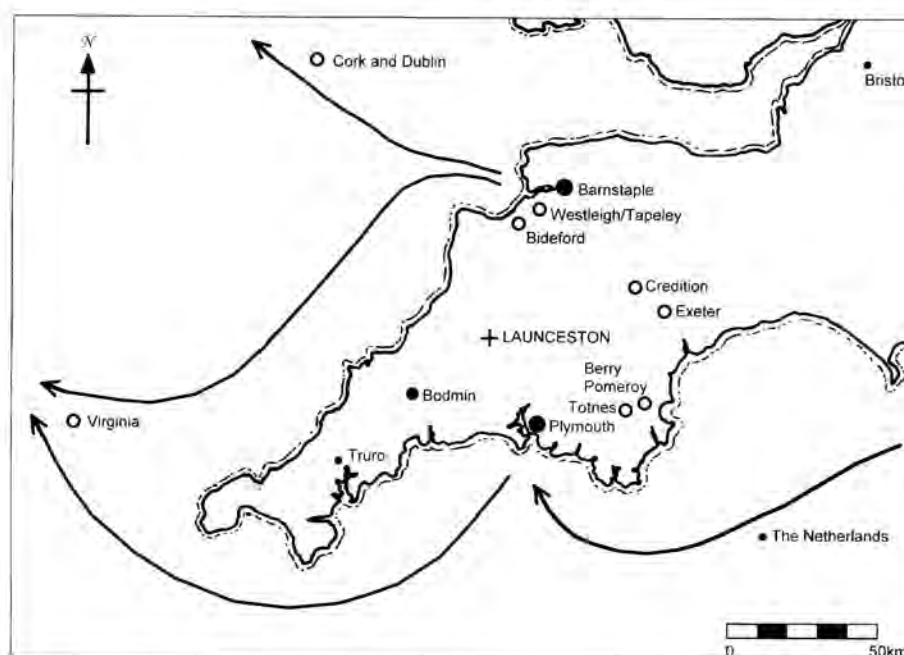 N
Cork and Dublin
Bristo
Barnstaple
Westleigh/Tapeley
Bideford
Credition
Exeter
LAUNCESTON
Berry
Pomeroy
Totnes
Bodmin
Plymouth
Virginia
Truro
The Netherlands
0 50km